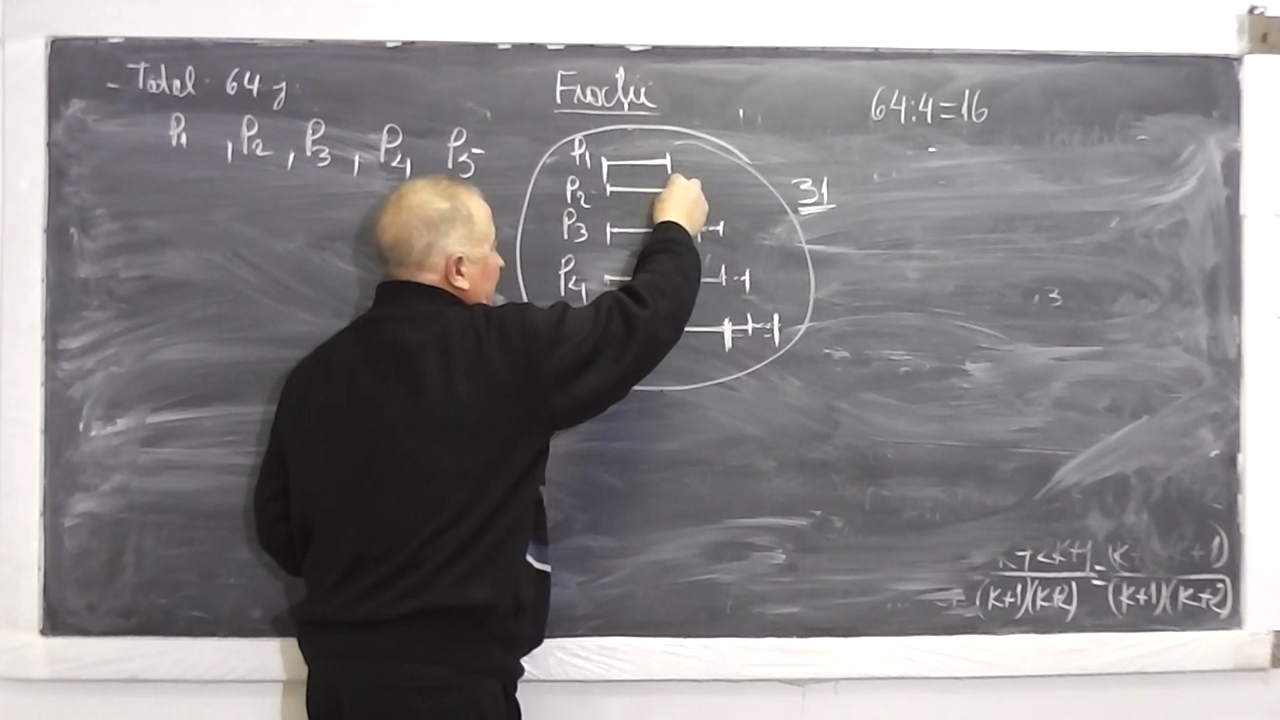 - Total 64 j.
P1, P2, P3, P4 P5
64:4=16
P1
P2
31
P3
P4
,3
(k+1)(k+2) (k+1)(k+2)